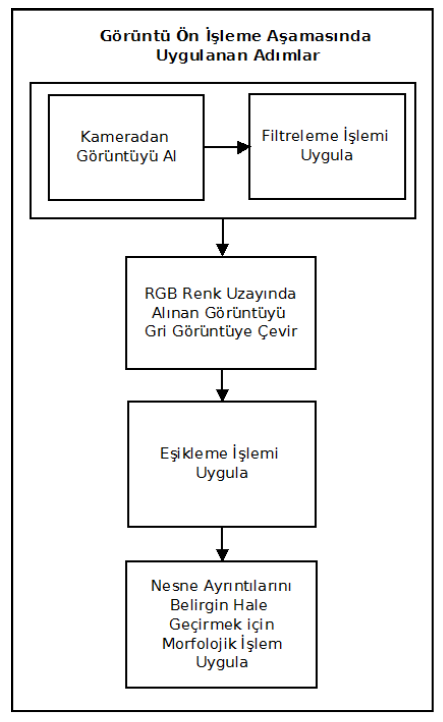 Görüntü Ön İşleme Aşamasında
Uygulanan Adımlar
Kameradan
Görüntüyü Al
Filtreleme İşlemi
Uygula
RGB Renk Uzayında
Alınan Görüntüyü
Gri Görüntüye Çevir
Eşikleme İşlemi
Uygula
Nesne Ayrıntılarını
Belirgin Hale
Geçirmek için
Morfolojik İşlem
Uygula